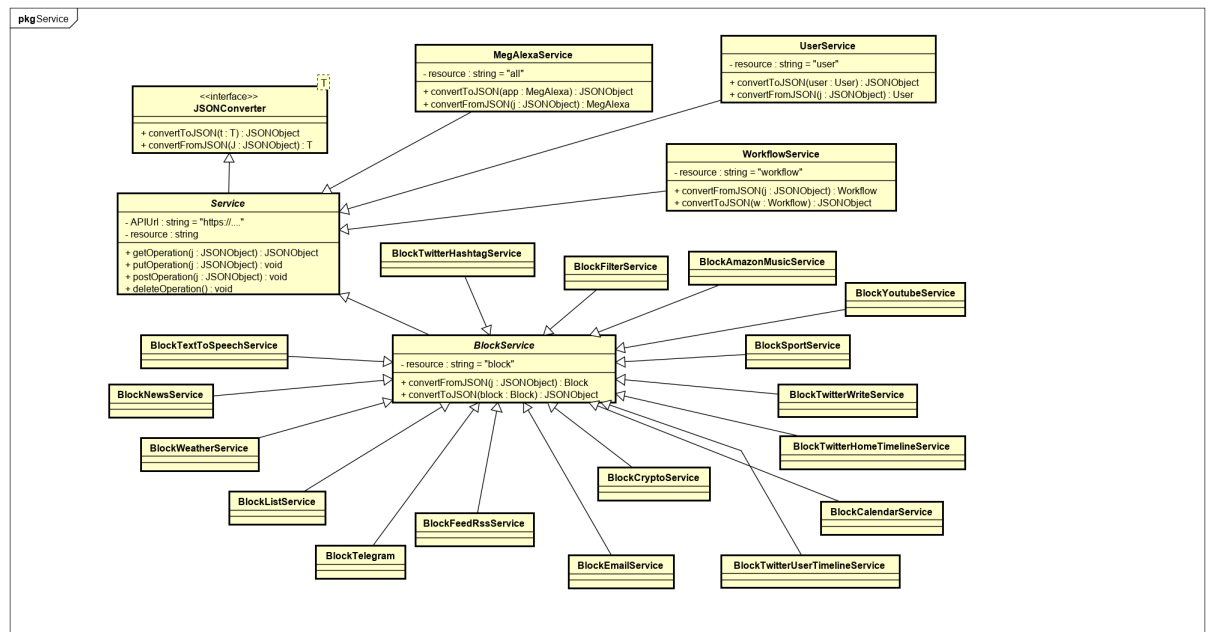 pkg Service
MegAlexaService
- resource : string = "all"
+ convertToJSON(app : MegAlexa) : JSONObject
+ convertFromJSON(j : JSONObject) : MegAlexa
UserService
- resource : string = "user"
+ convertToJSON(user : User) : JSONObject
+ convertFromJSON(j : JSONObject) : User
T
<<interface>>
JSONConverter
+ convertToJSON(t : T) : JSONObject
+ convertFromJSON(J : JSONObject) : T
WorkflowService
- resource : string = "workflow"
+ convertFromJSON(j : JSONObject) : Workflow
+ convertToJSON(w : Workflow) : JSONObject
Service
- APIUrl : string = "https://...."
- resource : string
+ getOperation(j : JSONObject) : JSONObject
+ putOperation(j : JSONObject) : void
+ postOperation(j : JSONObject) : void
+ deleteOperation() : void
BlockTwitterHashtagService
BlockFilterService
BlockAmazonMusicService
BlockYoutubeService
BlockTextToSpeechService
BlockService
- resource : string = "block"
+ convertFromJSON(j : JSONObject) : Block
+ convertToJSON(block : Block) : JSONObject
BlockSportService
BlockNewsService
BlockTwitterWriteService
BlockWeatherService
BlockTwitterHomeTimelineService
BlockListService
BlockCryptoService
BlockCalendarService
BlockFeedRssService
BlockTelegram
BlockEmailService
BlockTwitterUserTimelineService